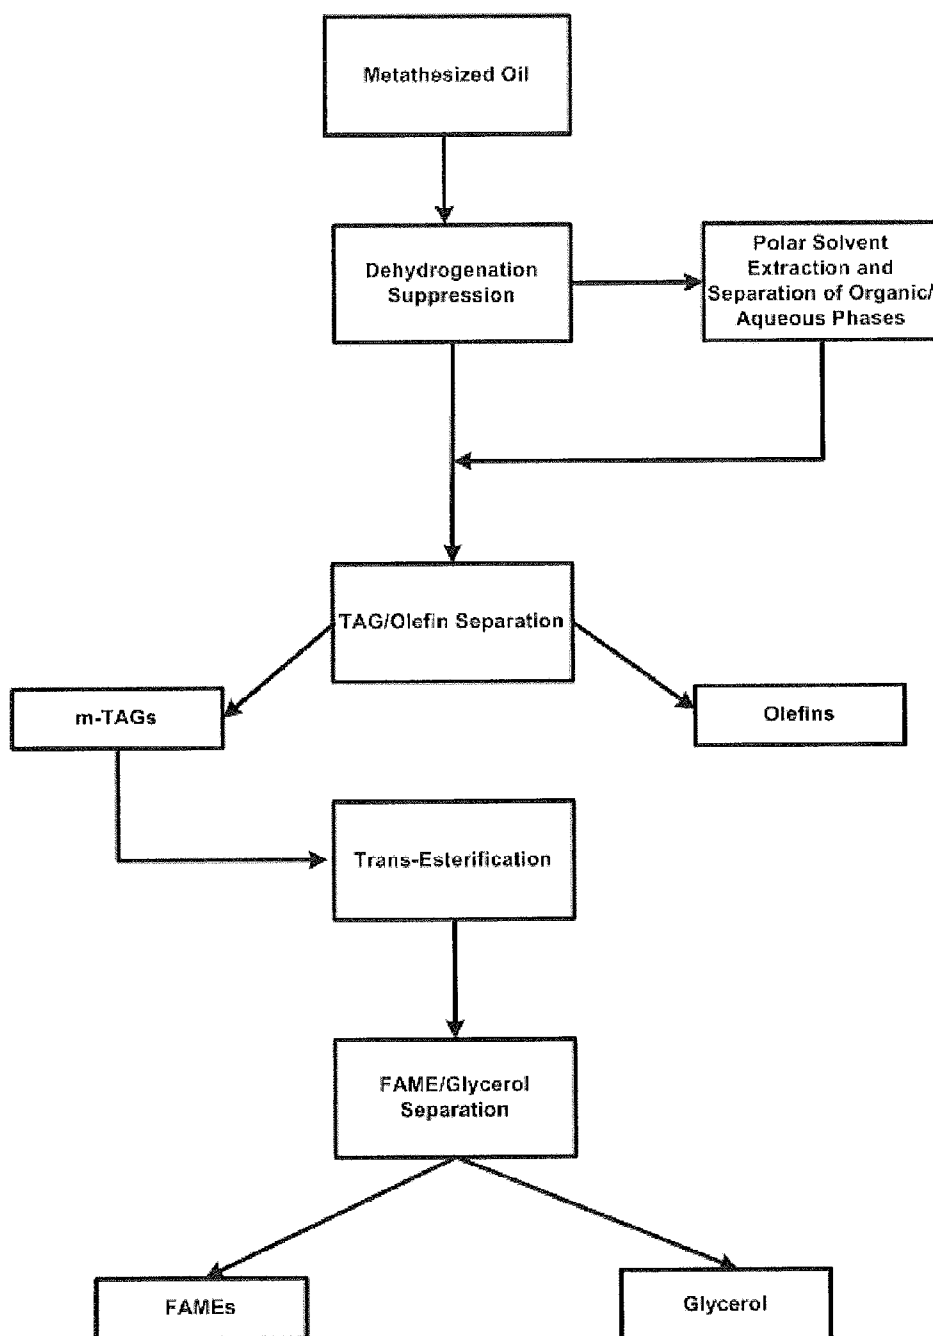 Metathesized Oil
Dehydrogenation
Suppression
Polar Solvent
Extraction and
Separation of Organic/
Aqueous Phases
TAG/Olefin Separation
m-TAGs
Olefins
Trans-Esterification
FAME/Glycerol
Separation
FAMEs
Glycerol